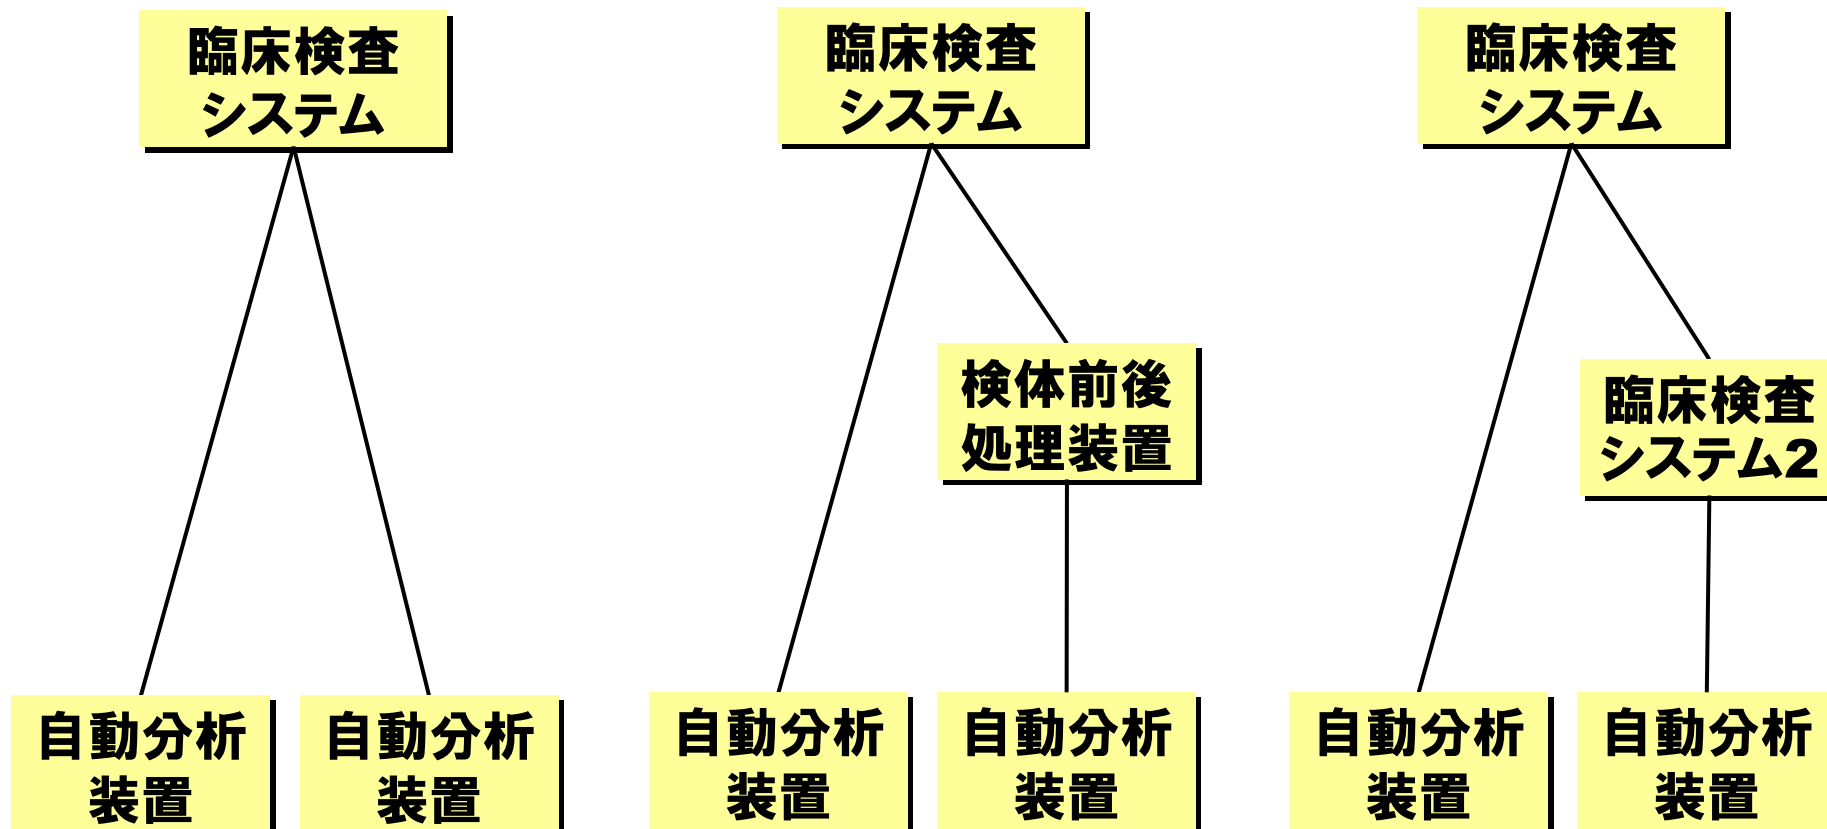 臨床検査
システム
臨床検査
システム
臨床検査
システム
検体前後
処理装置
臨床検査
システム2
自動分析
装置
自動分析
装置
自動分析
装置
自動分析
装置
自動分析
装置
自動分析
装置